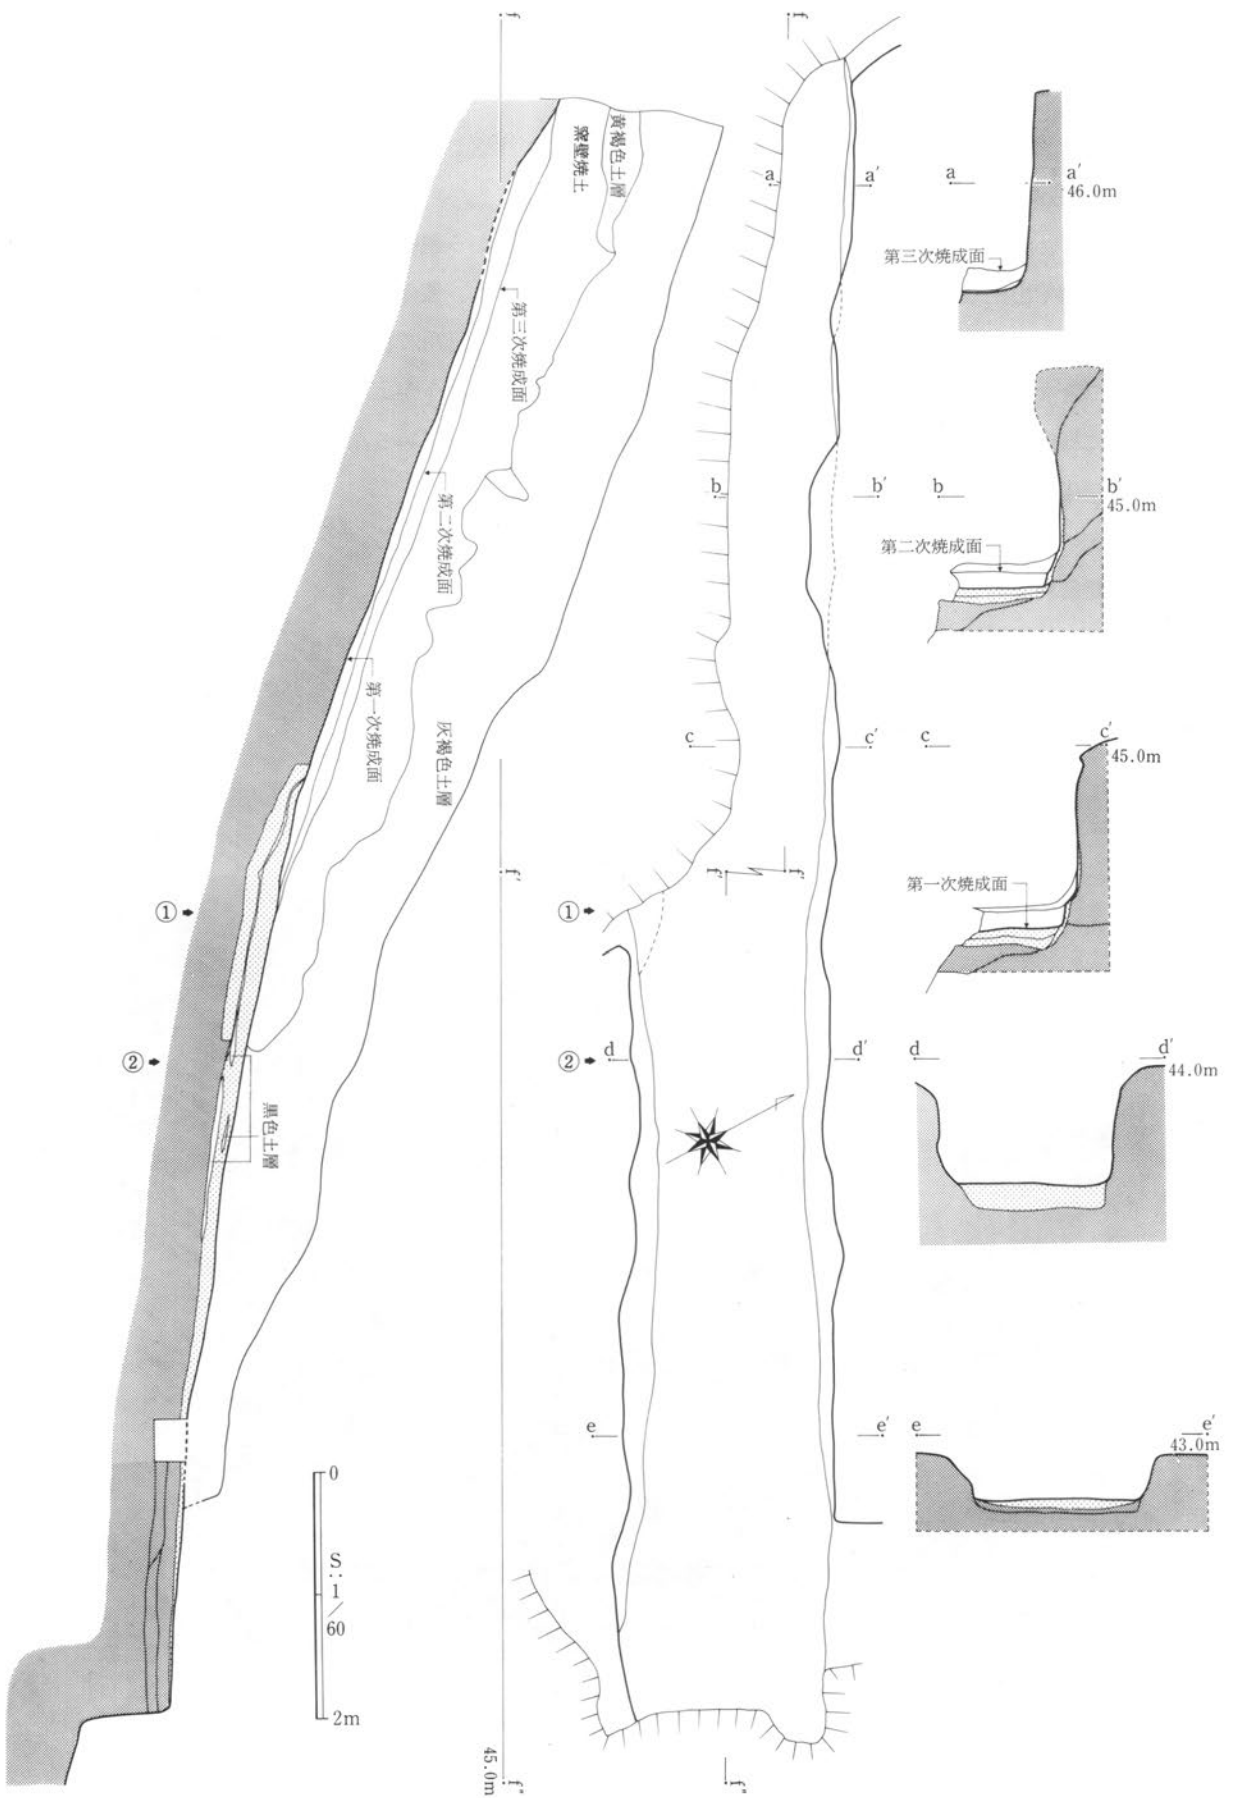 f
f
黄褐色土層
窯壁焼土
第三次焼成面
第二次焼成面
第一次焼成面
灰褐色土層
黒色土層
①
②
f'
45.0m
f''
0
S:1/60
2m
a
a'
b
b'
c
c'
f'
f'
①
②
d
d'
e
e'
f''
a
a'
46.0m
第三次焼成面
b
b'
45.0m
第二次焼成面
c
c'
45.0m
第一次焼成面
d
d'
44.0m
e
e'
43.0m